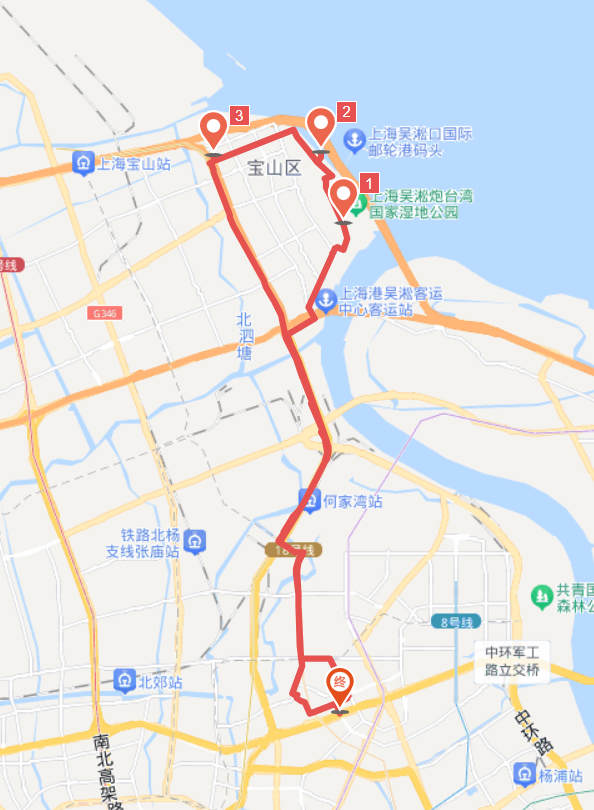 3
2
上海吴淞口国际
邮轮港码头
上海宝山站
宝山区
1
上海吴淞炮台湾
国家湿地公园
号线
上海港吴淞客运
中心客运站
G346
北
泗
塘
何家湾站
铁路北杨
支线张庙站
18号线
共青国
森林公
8号线
中环军工
路立交桥
终
北郊站
中环路
南北高架路
杨浦站